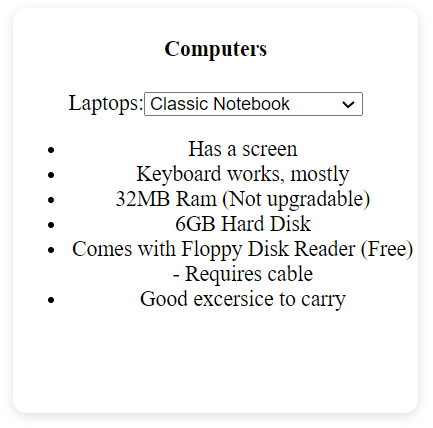 Computers
Laptops: Classic Notebook
Has a screen
Keyboard works, mostly
32MB Ram (Not upgradable)
6GB Hard Disk
Comes with Floppy Disk Reader (Free)
- Requires cable
Good excersice to carry